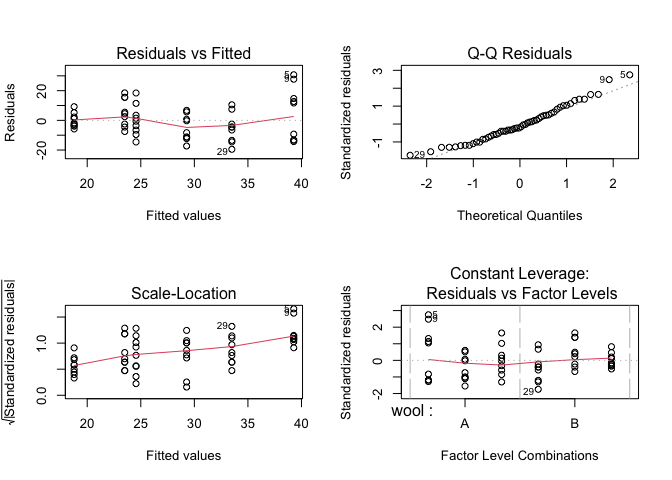 Residuals vs Fitted
Residuals
20
0
-20
5
9
29
20
25
30
35
40
Fitted values
Q-Q Residuals
Standardized residuals
3
1
-1
5
9
29
-2
-1
0
1
2
Theoretical Quantiles
Scale-Location
√|Standardized residuals|
1.0
0.0
5
9
29
20
25
30
35
40
Fitted values
Constant Leverage:
Residuals vs Factor Levels
Standardized residuals
2
0
-2
5
9
29
wool :
A
B
Factor Level Combinations